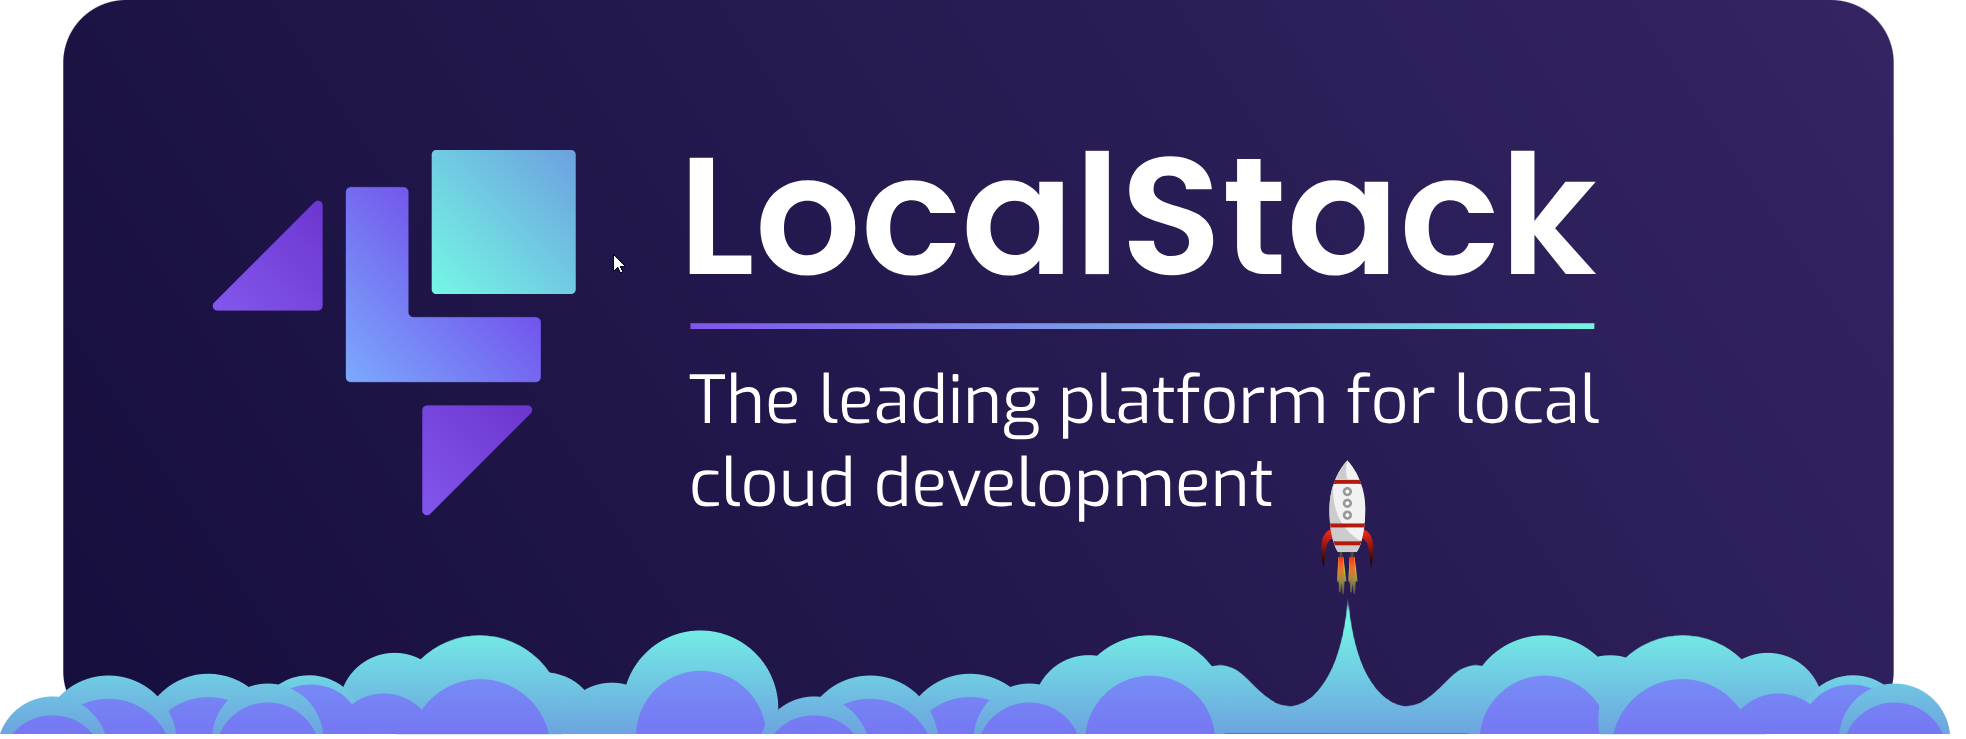 LocalStack
The leading platform for local
cloud development